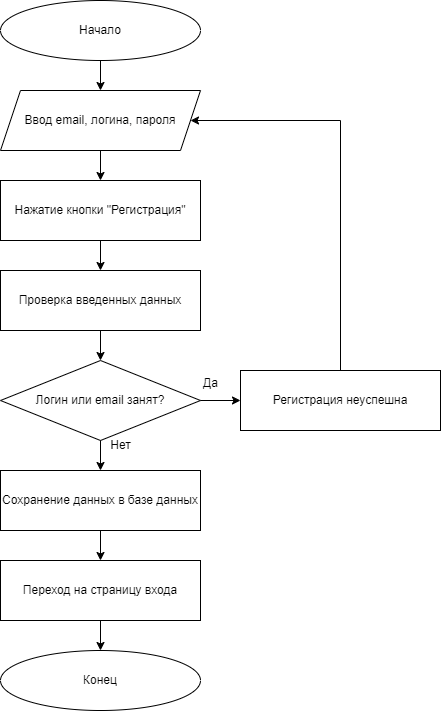 Начало
Ввод email, логина, пароля
Нажатие кнопки "Регистрация"
Проверка введенных данных
Логин или email занят?
Да
Регистрация неуспешна
Нет
Сохранение данных в базе данных
Переход на страницу входа
Конец